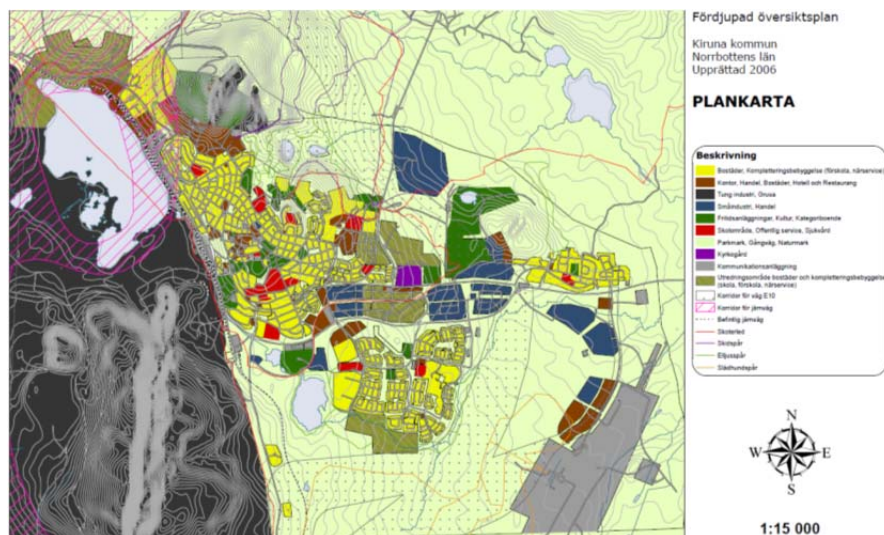 Fördjupad översiktsplan
Kiruna kommun
Norrbottens län
Upprättad 2006
PLANKARTA
Beskrivning
Bostäder, Kompletteringsbebyggelse (förskola, närservice)
Kontor, Handel, Bostäder, Hotell och Restaurang
Tung industri, Gruva
Småindustri, Handel
Fritidsanläggningar, Kultur, Kategoriboende
Skolområde, Offentlig service, Sjukvård
Parkmark, Gångväg, Naturmark
Kyrkogård
Kommunikationsanläggning
Utredningsområde bostäder och kompletteringsbebyggelse
(skola, förskola, närservice)
Korridor för väg E10
Korridor för järnväg
Befintlig järnväg
Skoterled
Skidspår
Elljusspår
Slädhundspår
N
W
E
S
1:15 000